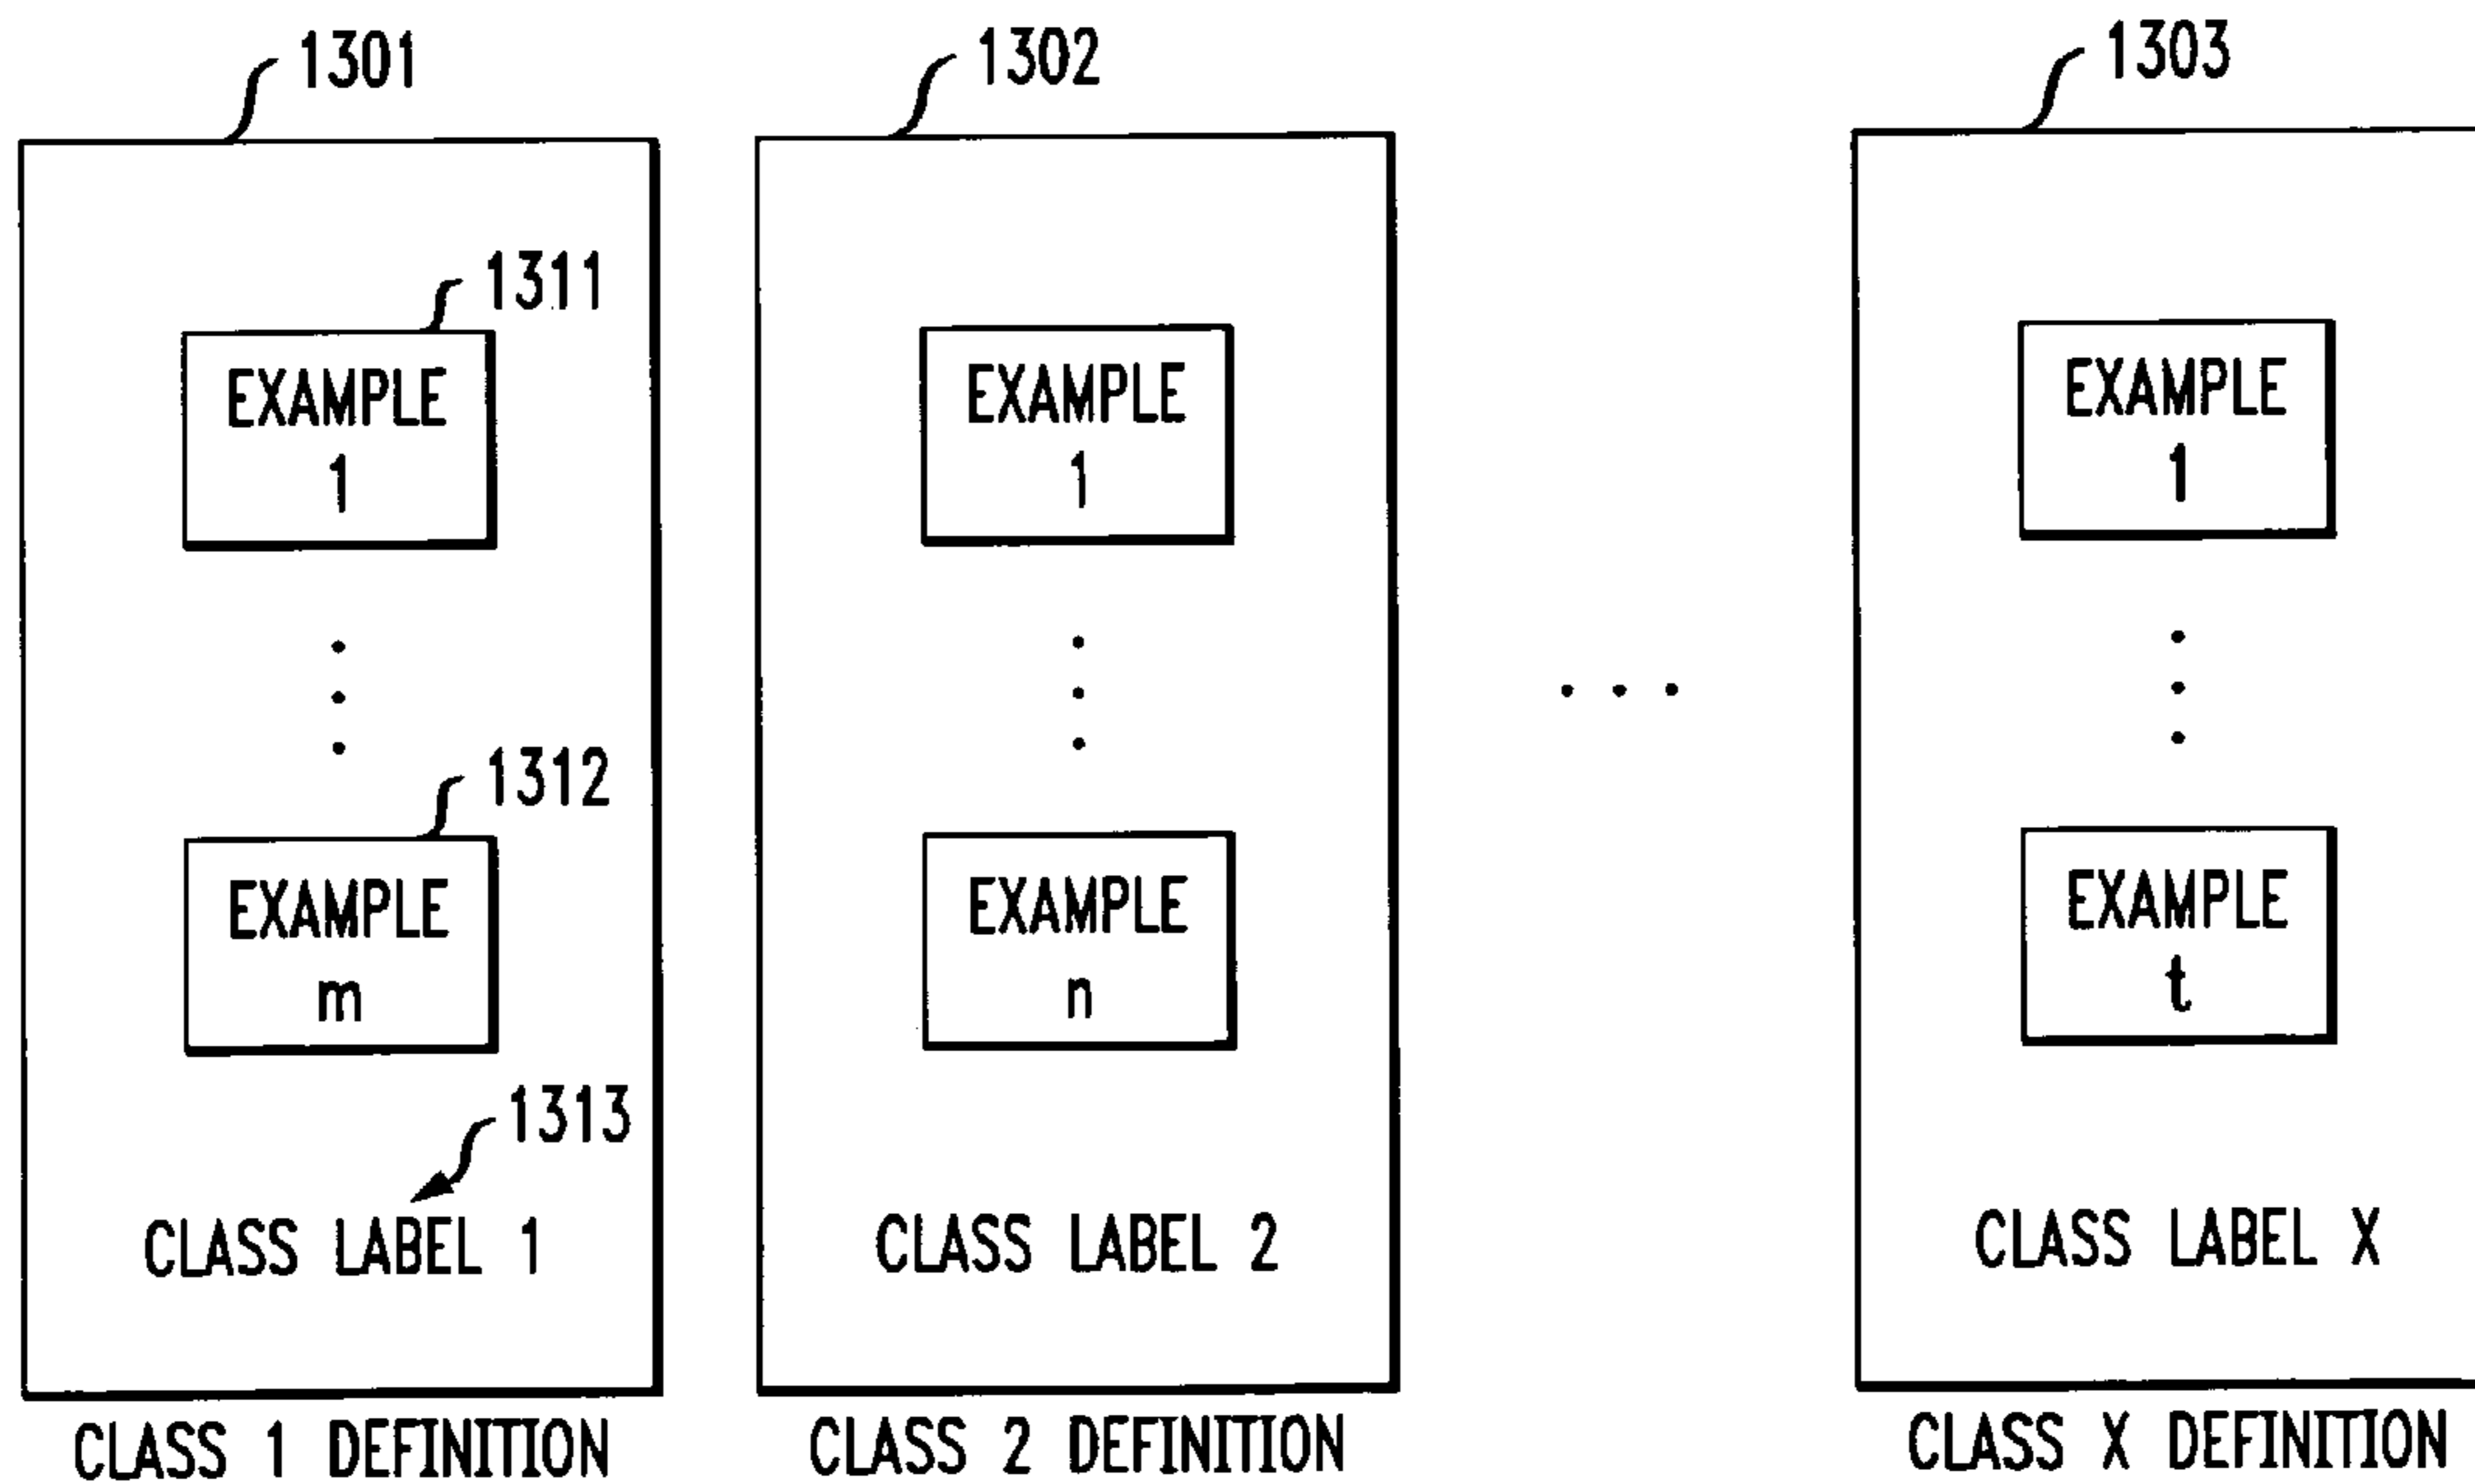 1301
1311
EXAMPLE
1
1312
EXAMPLE
m
1313
CLASS LABEL 1
CLASS 1 DEFINITION
1302
EXAMPLE
1
EXAMPLE
n
CLASS LABEL 2
CLASS 2 DEFINITION
1303
EXAMPLE
1
EXAMPLE
t
CLASS LABEL X
CLASS X DEFINITION